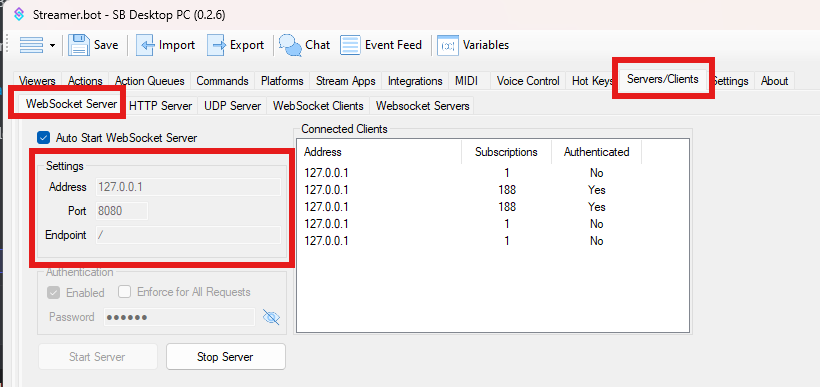 Streamer.bot - SB Desktop PC (0.2.6)
Save Import Export Chat Event Feed Variables
Viewers Actions Action Queues Commands Platforms Stream Apps Integrations MIDI Voice Control Hot Keys Servers/Clients Settings About
WebSocket Server HTTP Server UDP Server WebSocket Clients Websocket Servers
Auto Start WebSocket Server
Settings
Address 127.0.0.1
Port 8080
Endpoint /
Authentication
Enabled Enforce for All Requests
Password ●●●●●●
Start Server Stop Server
Connected Clients
Address Subscriptions Authenticated
127.0.0.1 1 No
127.0.0.1 188 Yes
127.0.0.1 188 Yes
127.0.0.1 1 No
127.0.0.1 1 No